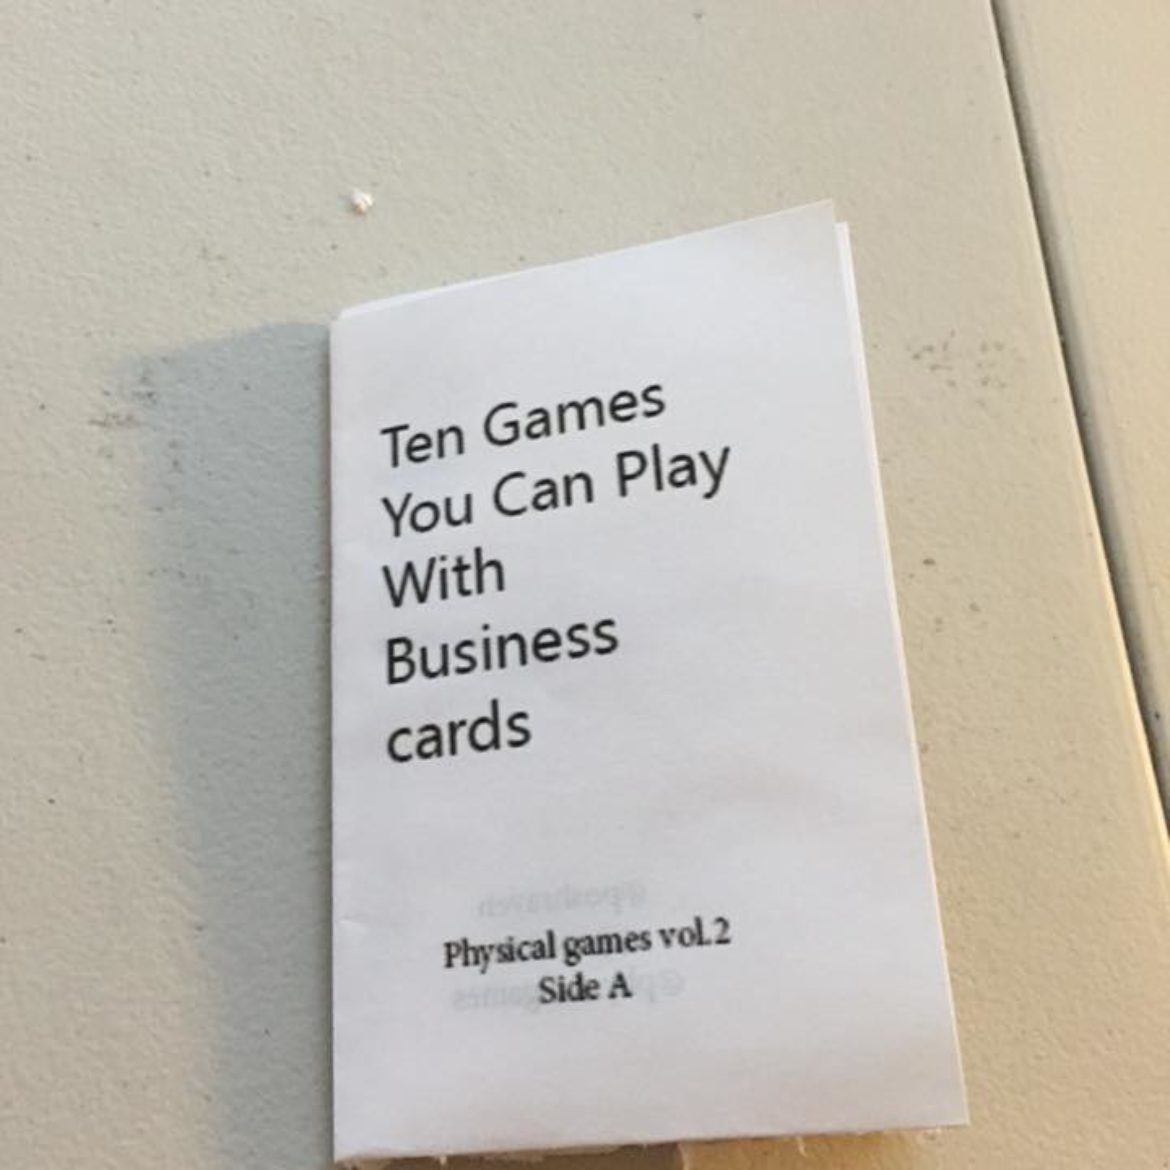 Ten Games
You Can Play
With
Business
cards
Physical games vol.2
Side A